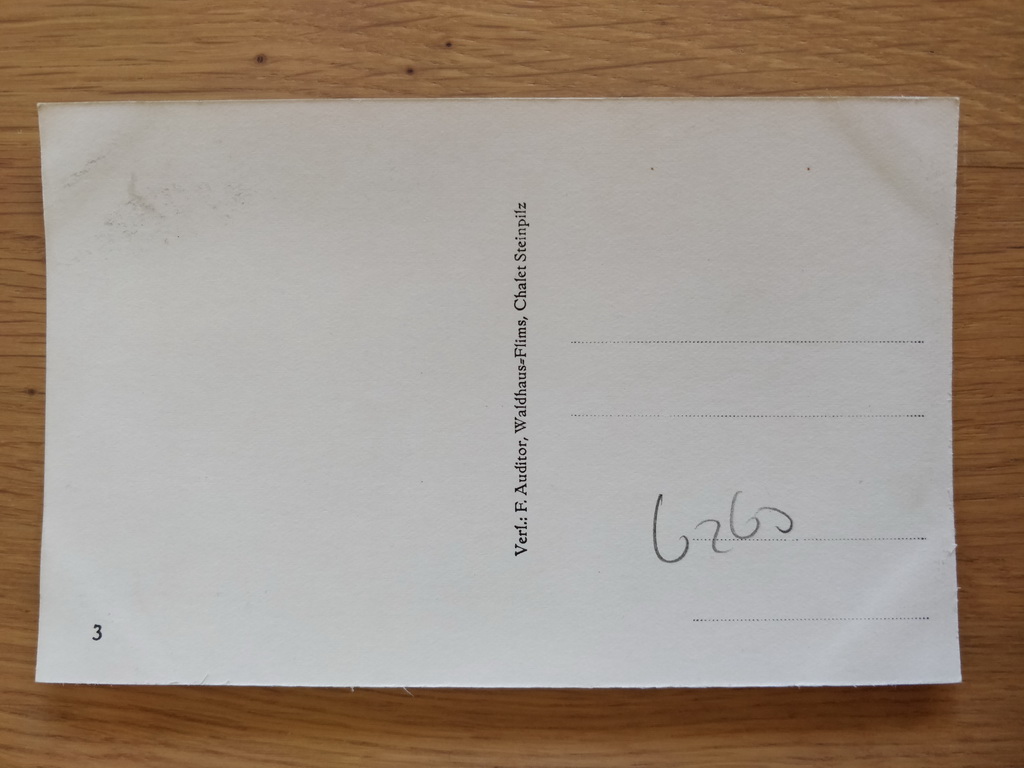 Verl.: F. Auditor, Waldhaus-Flims, Chalet Steinpilz
6260
3